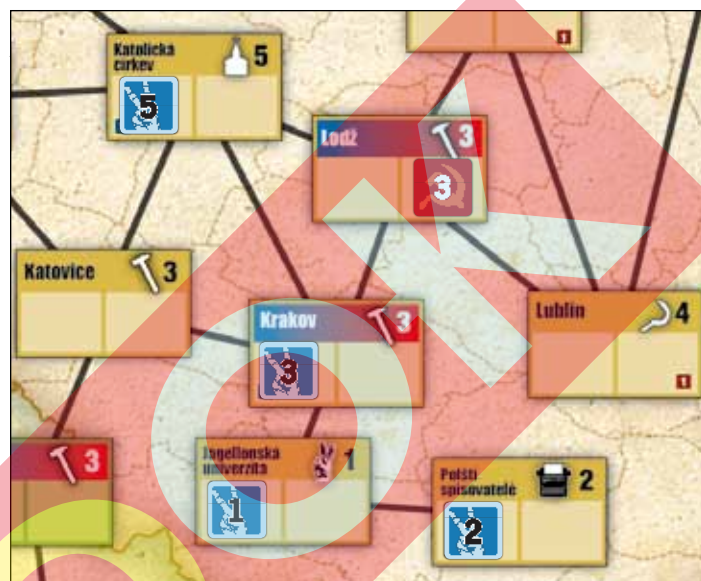 Katolická
církev
5
5
1
Lodž
3
3
Katovice
3
Krakov
3
3
Lublin
4
1
3
Jagellonská
univerzita
1
1
Polští
spisovatelé
2
2